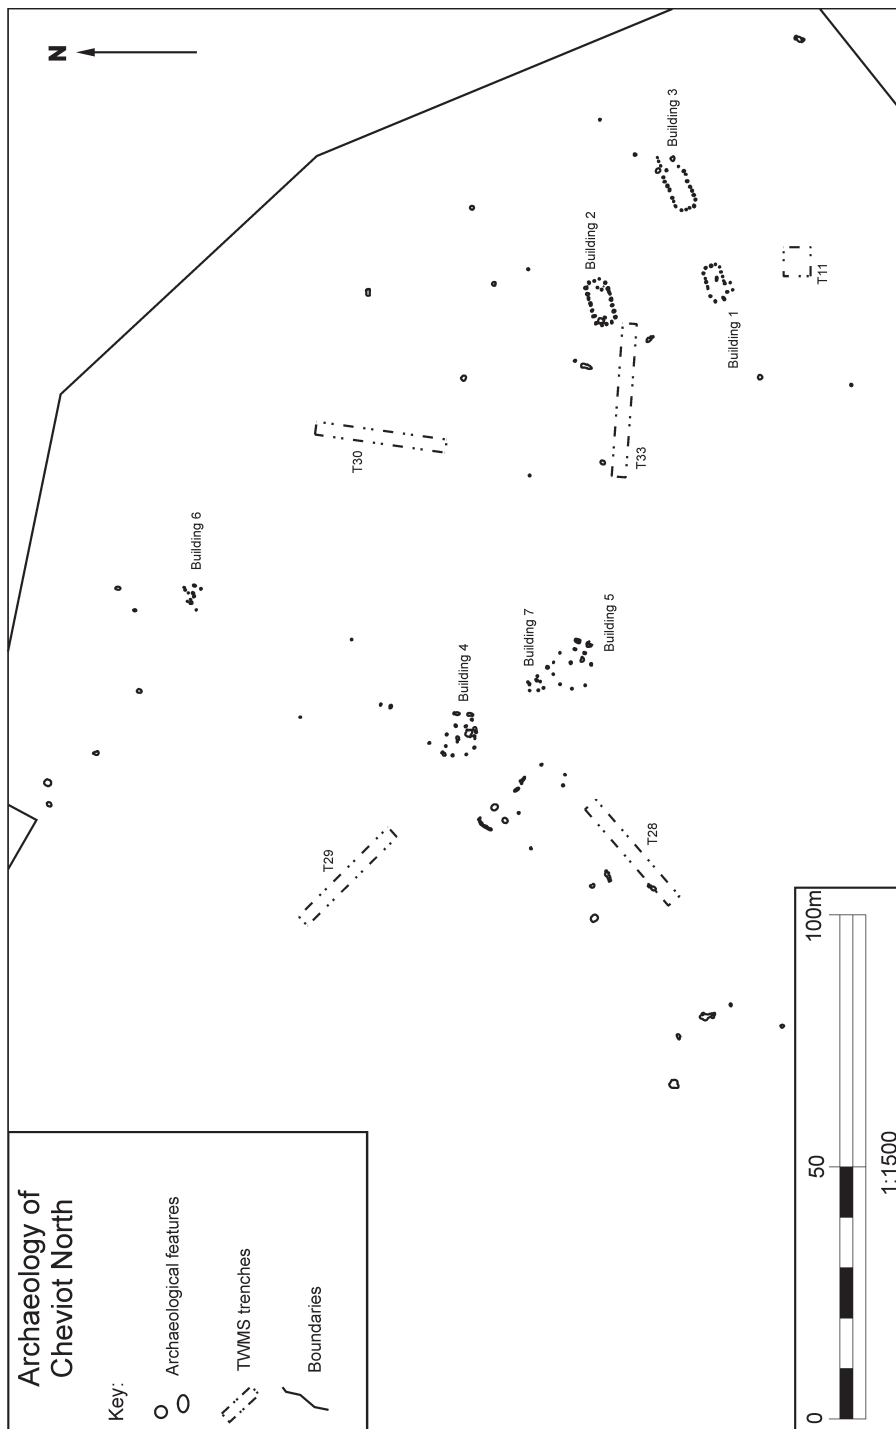 Archaeology of
Cheviot North
Key:
Archaeological features
TWMS trenches
Boundaries
N
Building 6
T30
T29
Building 4
Building 7
Building 5
T28
Building 2
T33
Building 3
Building 1
T11
0
50
100m
1:1500